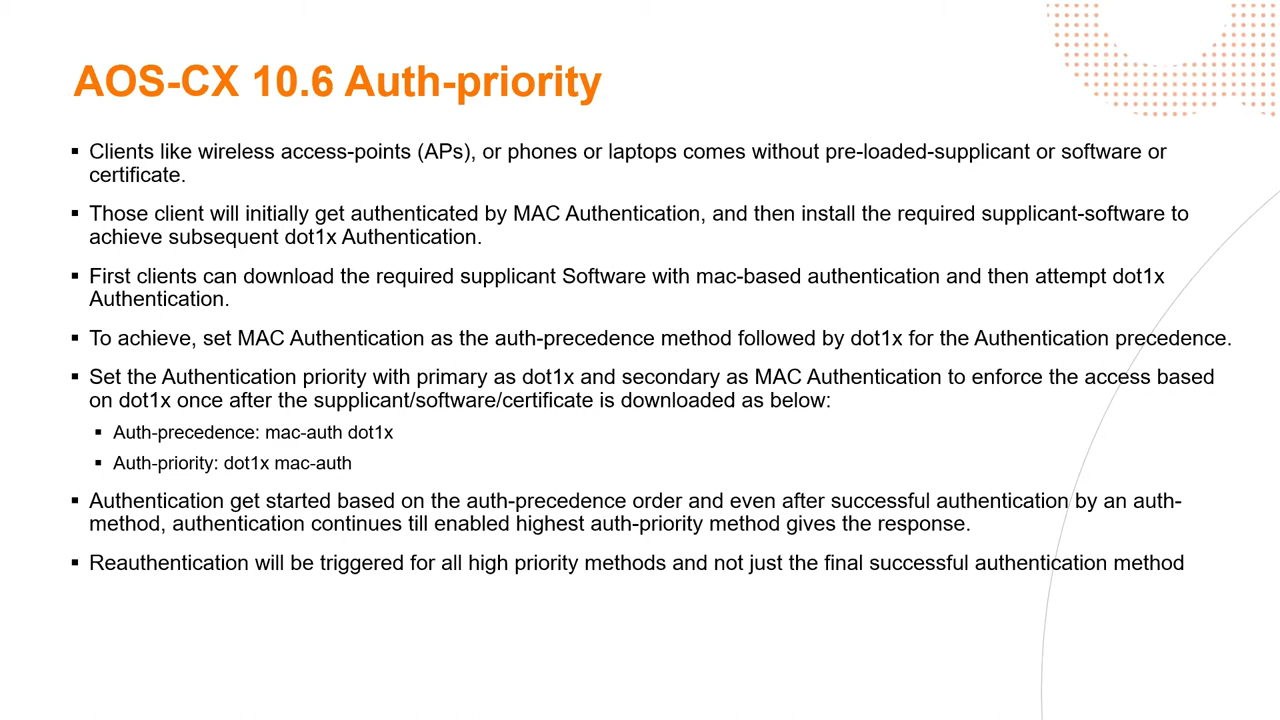 AOS-CX 10.6 Auth-priority
▪ Clients like wireless access-points (APs), or phones or laptops comes without pre-loaded-supplicant or software or
certificate.
▪ Those client will initially get authenticated by MAC Authentication, and then install the required supplicant-software to
achieve subsequent dot1x Authentication.
▪ First clients can download the required supplicant Software with mac-based authentication and then attempt dot1x
Authentication.
▪ To achieve, set MAC Authentication as the auth-precedence method followed by dot1x for the Authentication precedence.
▪ Set the Authentication priority with primary as dot1x and secondary as MAC Authentication to enforce the access based
on dot1x once after the supplicant/software/certificate is downloaded as below:
▪ Auth-precedence: mac-auth dot1x
▪ Auth-priority: dot1x mac-auth
▪ Authentication get started based on the auth-precedence order and even after successful authentication by an auth-
method, authentication continues till enabled highest auth-priority method gives the response.
▪ Reauthentication will be triggered for all high priority methods and not just the final successful authentication method